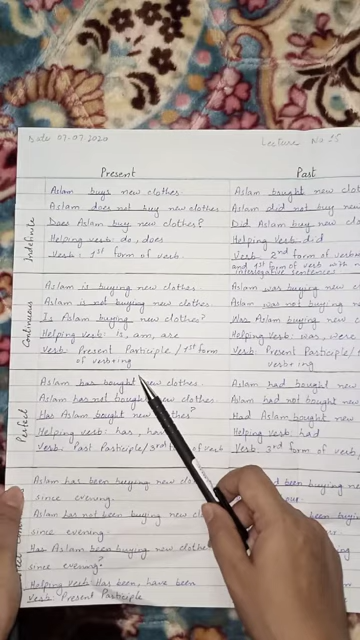 Date 07.07.2020
Lecture No 25
Present
Past
Indefinite
Aslam buys new clothes.
Aslam does not buy new clothes.
Does Aslam buy new clothes?
Helping verb: do, does
Verb: 1st form of verb.
Aslam bought new
Aslam did not buy new
Did Aslam buy new
Helping verb: did
Verb: 2nd form of verb
and 1st form of verb with
interrogative sentences
Continuous
Aslam is buying new clothes.
Aslam is not buying new clothes.
Is Aslam buying new clothes?
Helping verb: is, am, are
Verb: Present Participle / 1st form
of verb+ing
Aslam was buying new
Aslam was not buying
Was Aslam buying new
Helping verb: was, were
Verb: Present Participle /
verb+ing
Perfect
Aslam has bought new clothes.
Aslam has not bought new clothes.
Has Aslam bought new clothes?
Helping verb: has,
Verb: Past Participle / 3rd of verb
Aslam had bought new
Aslam had not bought new
Had Aslam bought new
Helping verb: had
Verb: 3rd form of verb,
Aslam has been buying new
since evening.
Aslam has not been buying new
since evening.
Has Aslam been buying new clothes
since evening?
Helping verb: Has been, have been
Verb: Present Participle
had been buying
been buying